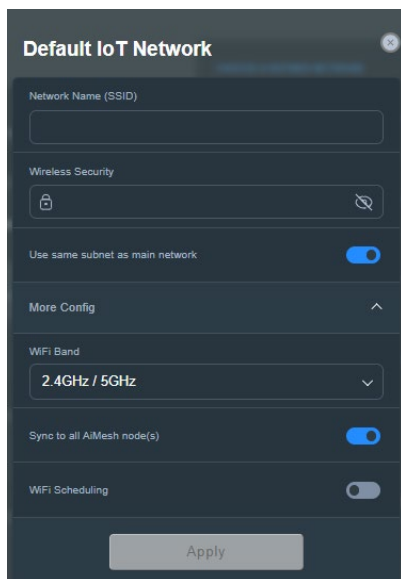 Default IoT Network
Network Name (SSID)
Wireless Security
Use same subnet as main network
More Config
WiFi Band
2.4GHz / 5GHz
Sync to all AiMesh node(s)
WiFi Scheduling
Apply